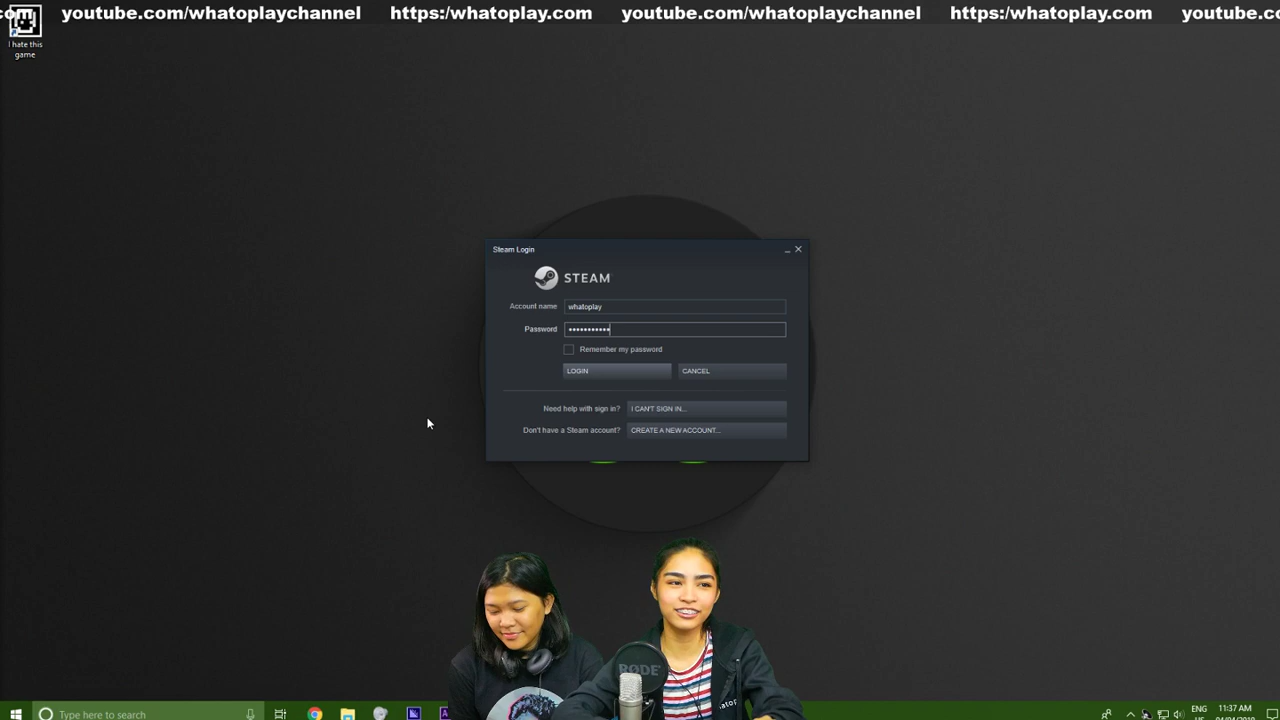 youtube.com/whatoplaychannel https:/whatoplay.com youtube.com/whatoplaychannel https:/whatoplay.com
I hate this
game
Steam Login
STEAM
Account name whatoplay
Password •••••••••••
Remember my password
LOGIN CANCEL
Need help with sign in? I CAN'T SIGN IN...
Don't have a Steam account? CREATE A NEW ACCOUNT...
RØDE
Type here to search
ENG
11:37 AM